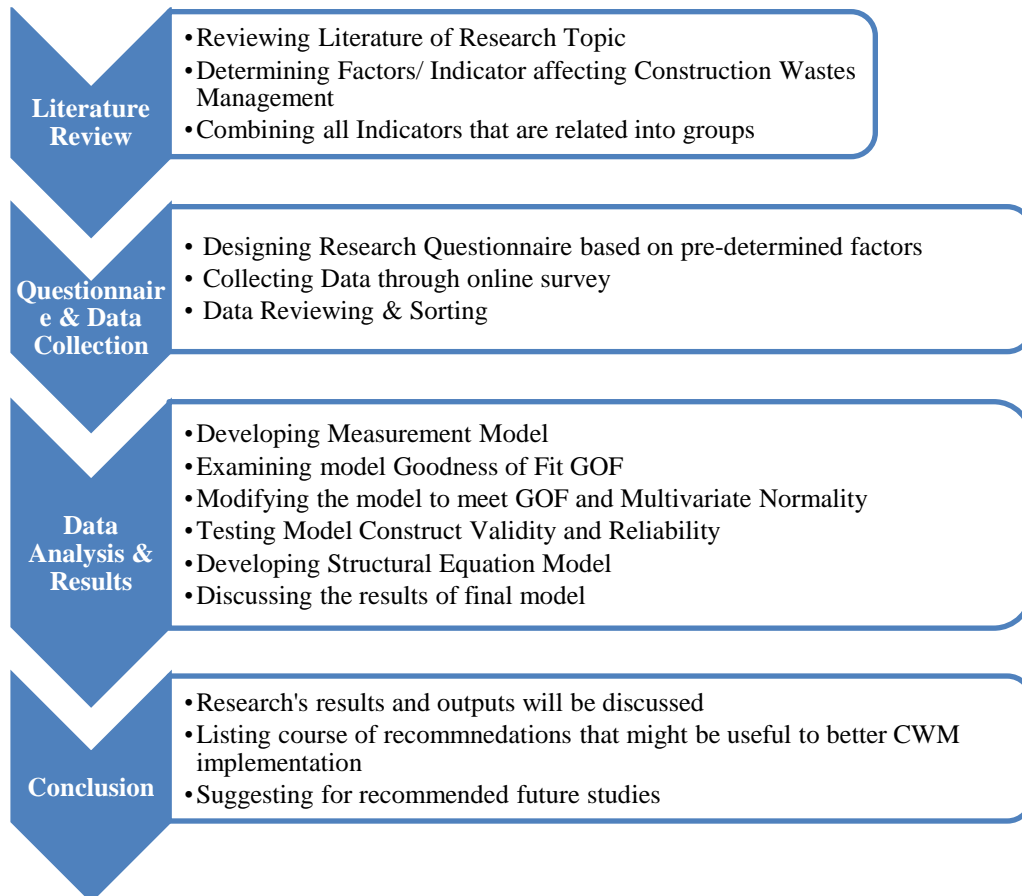 Literature
Review
•Reviewing Literature of Research Topic
•Determining Factors/ Indicator affecting Construction Wastes
Management
•Combining all Indicators that are related into groups
Questionnair
e & Data
Collection
• Designing Research Questionnaire based on pre-determined factors
• Collecting Data through online survey
• Data Reviewing & Sorting
Data
Analysis &
Results
•Developing Measurement Model
•Examining model Goodness of Fit GOF
•Modifying the model to meet GOF and Multivariate Normality
•Testing Model Construct Validity and Reliability
•Developing Structural Equation Model
•Discussing the results of final model
Conclusion
•Research's results and outputs will be discussed
•Listing course of recommnedations that might be useful to better CWM
implementation
•Suggesting for recommended future studies